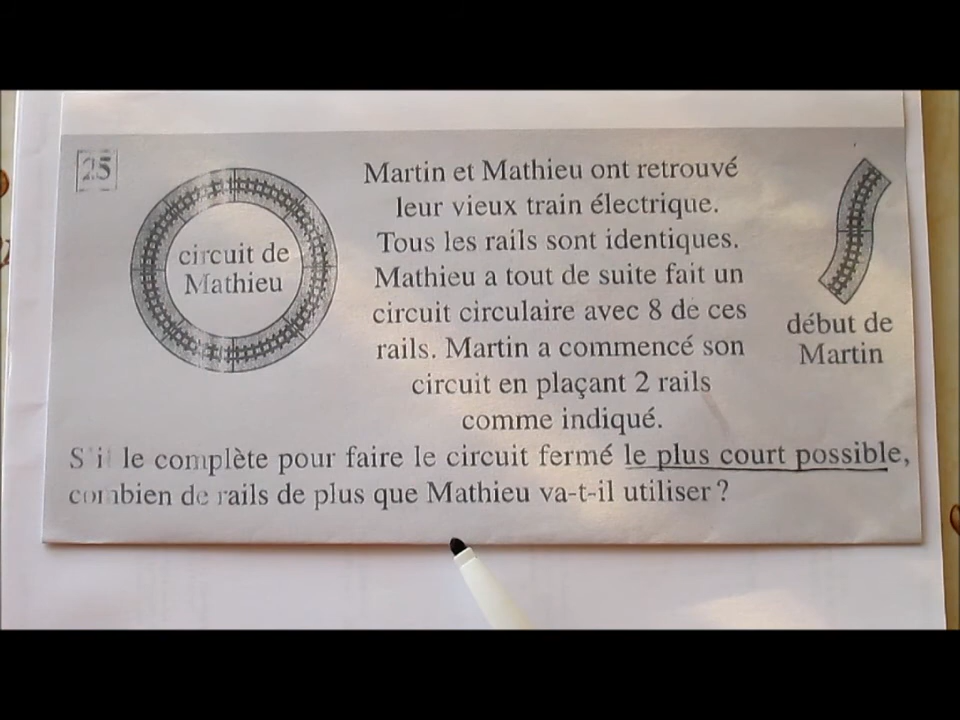 25
circuit de
Mathieu
Martin et Mathieu ont retrouvé
leur vieux train électrique.
Tous les rails sont identiques.
Mathieu a tout de suite fait un
circuit circulaire avec 8 de ces
rails. Martin a commencé son
circuit en plaçant 2 rails
comme indiqué.
début de
Martin
S'il le complète pour faire le circuit fermé le plus court possible,
combien de rails de plus que Mathieu va-t-il utiliser ?